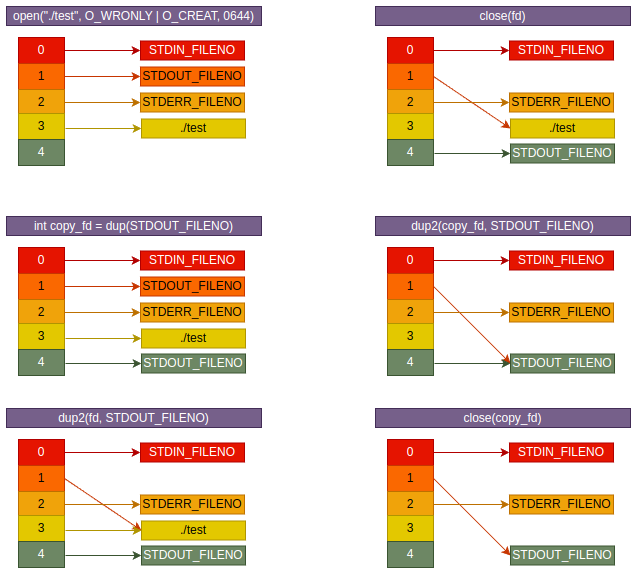 open("./test", O_WRONLY | O_CREAT, 0644)
0 STDIN_FILENO
1 STDOUT_FILENO
2 STDERR_FILENO
3 ./test
4
int copy_fd = dup(STDOUT_FILENO)
0 STDIN_FILENO
1 STDOUT_FILENO
2 STDERR_FILENO
3 ./test
4 STDOUT_FILENO
dup2(fd, STDOUT_FILENO)
0 STDIN_FILENO
1
2 STDERR_FILENO
3 ./test
4 STDOUT_FILENO
close(fd)
0 STDIN_FILENO
1
2 STDERR_FILENO
3 ./test
4 STDOUT_FILENO
dup2(copy_fd, STDOUT_FILENO)
0 STDIN_FILENO
1
2 STDERR_FILENO
3
4 STDOUT_FILENO
close(copy_fd)
0 STDIN_FILENO
1
2 STDERR_FILENO
3
4 STDOUT_FILENO